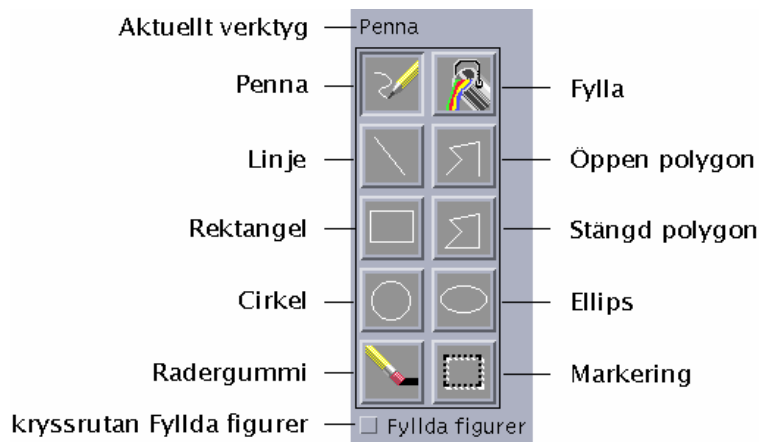 Aktuellt verktyg Penna
Penna Fylla
Linje Öppen polygon
Rektangel Stängd polygon
Cirkel Ellips
Radergummi Markering
kryssrutan Fyllda figurer Fyllda figurer